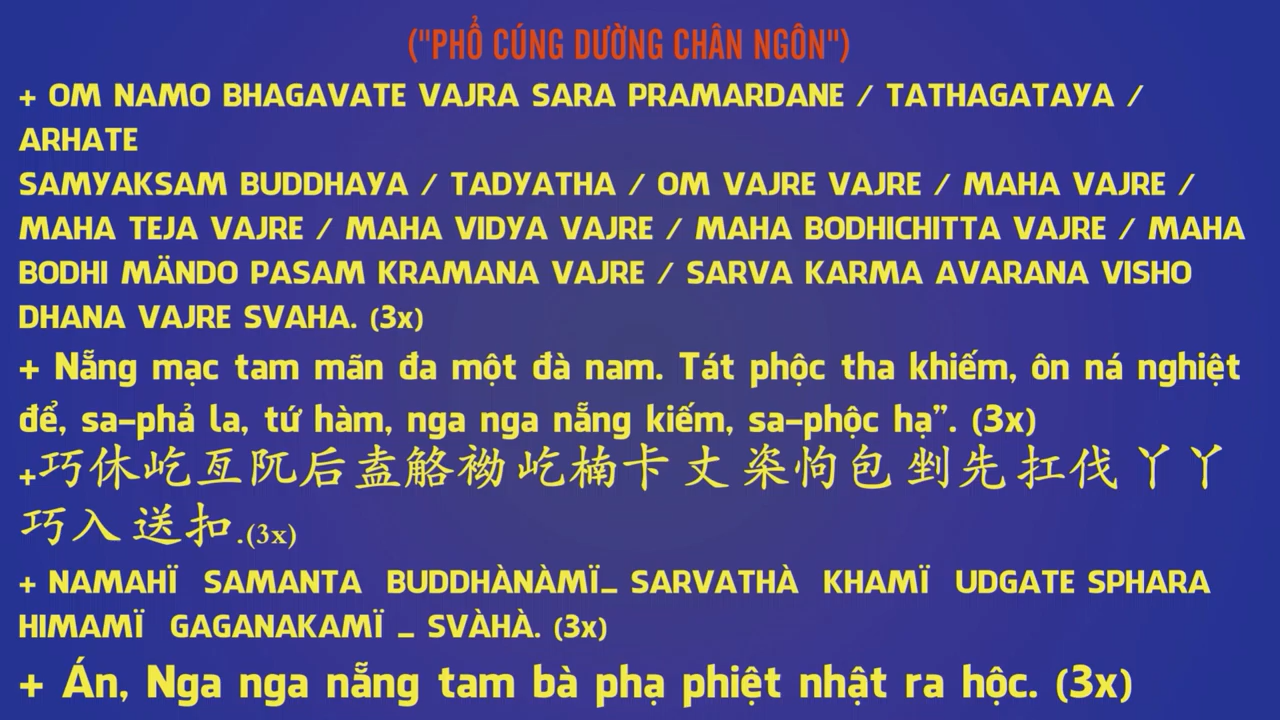 ("PHỔ CÚNG DƯỜNG CHÂN NGÔN")
+ OM NAMO BHAGAVATE VAJRA SARA PRAMARDANE / TATHAGATAYA /
ARHATE
SAMYAKSAM BUDDHAYA / TADYATHA / OM VAJRE VAJRE / MAHA VAJRE /
MAHA TEJA VAJRE / MAHA VIDYA VAJRE / MAHA BODHICHITTA VAJRE / MAHA
BODHI MÄNDO PASAM KRAMANA VAJRE / SARVA KARMA AVARANA VISHO
DHANA VAJRE SVAHA. (3x)
+ Nẵng mạc tam mãn đa một đà nam. Tát phộc tha khiếm, ôn ná nghiệt
để, sa-phả la, tứ hàm, nga nga nẵng kiếm, sa-phộc hạ”. (3x)
+巧休屹亙阢后盍觡褼屹楠卡丈 栥怐包 剉先扛伐 丫丫
巧入 送扣.(3x)
+ NAMAHÏ SAMANTA BUDDHÀNÀMÏ_ SARVATHÀ KHAMÏ UDGATE SPHARA
HIMAMÏ GAGANAKAMÏ _ SVÀHÀ. (3x)
+ Án, Nga nga nẵng tam bà phạ phiệt nhật ra hộc. (3x)